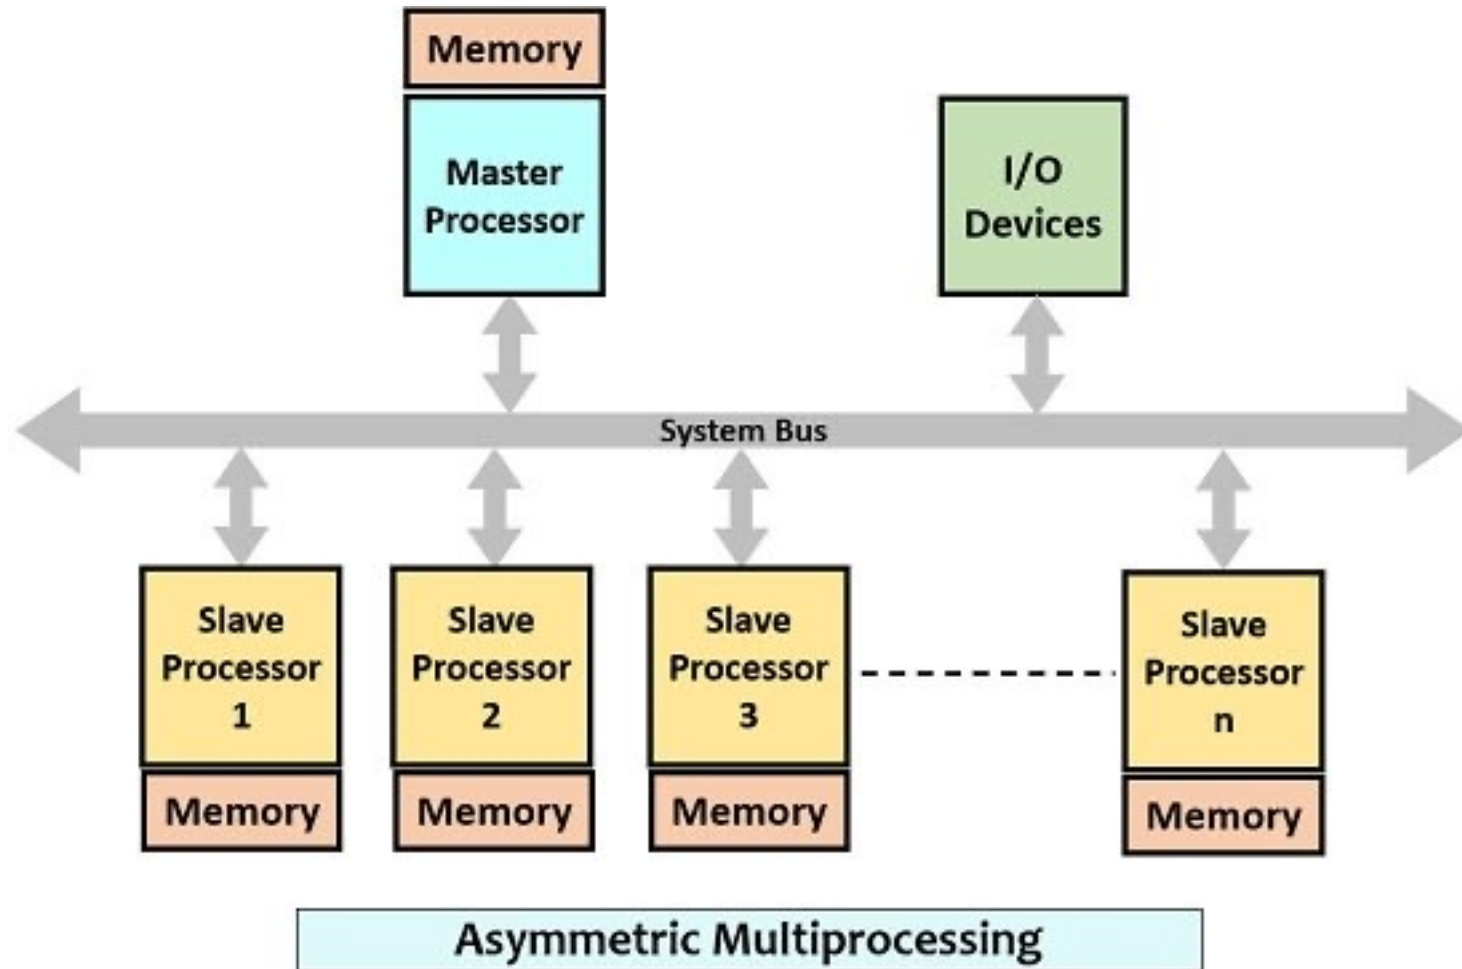 Memory
Master
Processor
I/O
Devices
System Bus
Slave
Processor
1
Memory
Slave
Processor
2
Memory
Slave
Processor
3
Memory
Slave
Processor
n
Memory
Asymmetric Multiprocessing